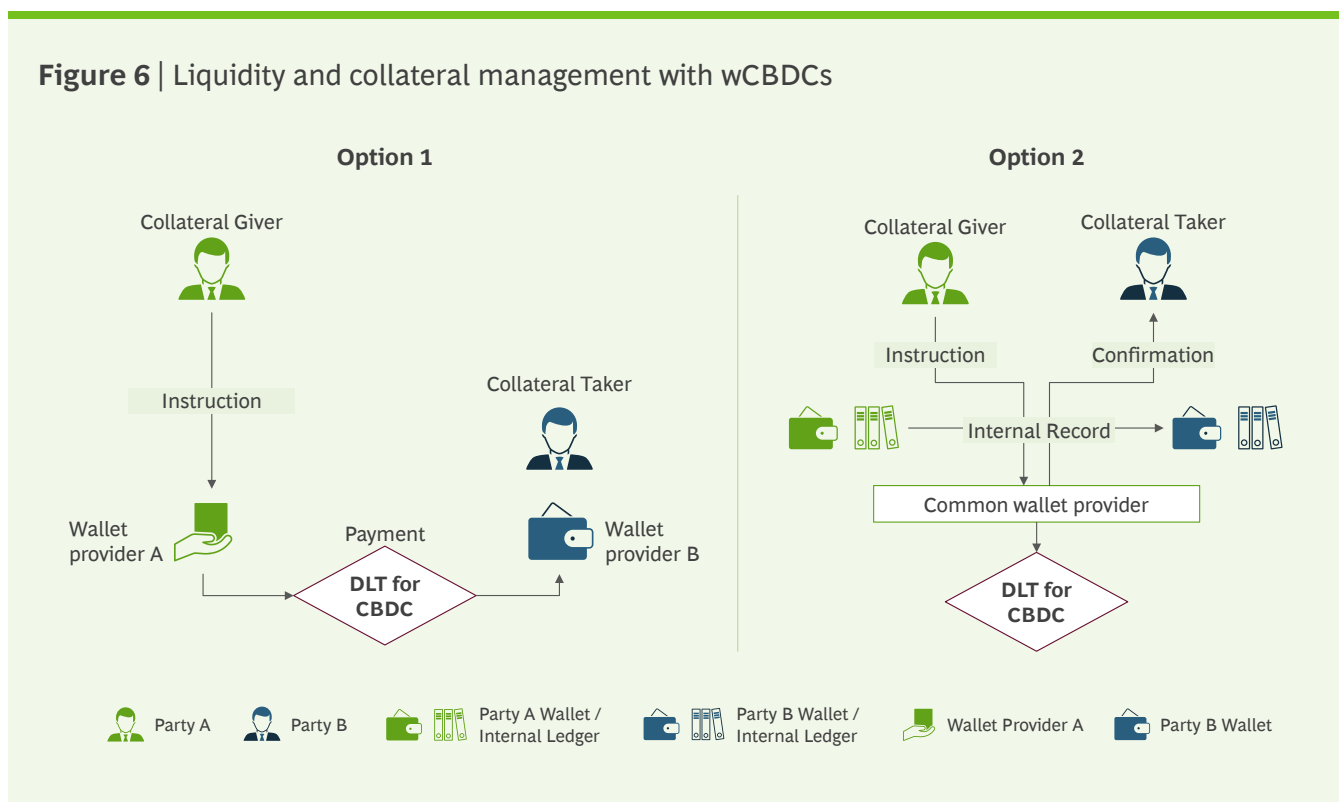 Figure 6 | Liquidity and collateral management with wCBDCs
Option 1
Collateral Giver
Instruction
Collateral Taker
Wallet
provider A
Payment
DLT for
CBDC
Wallet
provider B
Option 2
Collateral Giver
Collateral Taker
Instruction
Confirmation
Internal Record
Common wallet provider
DLT for
CBDC
Party A
Party B
Party A Wallet /
Internal Ledger
Party B Wallet /
Internal Ledger
Wallet Provider A
Party B Wallet